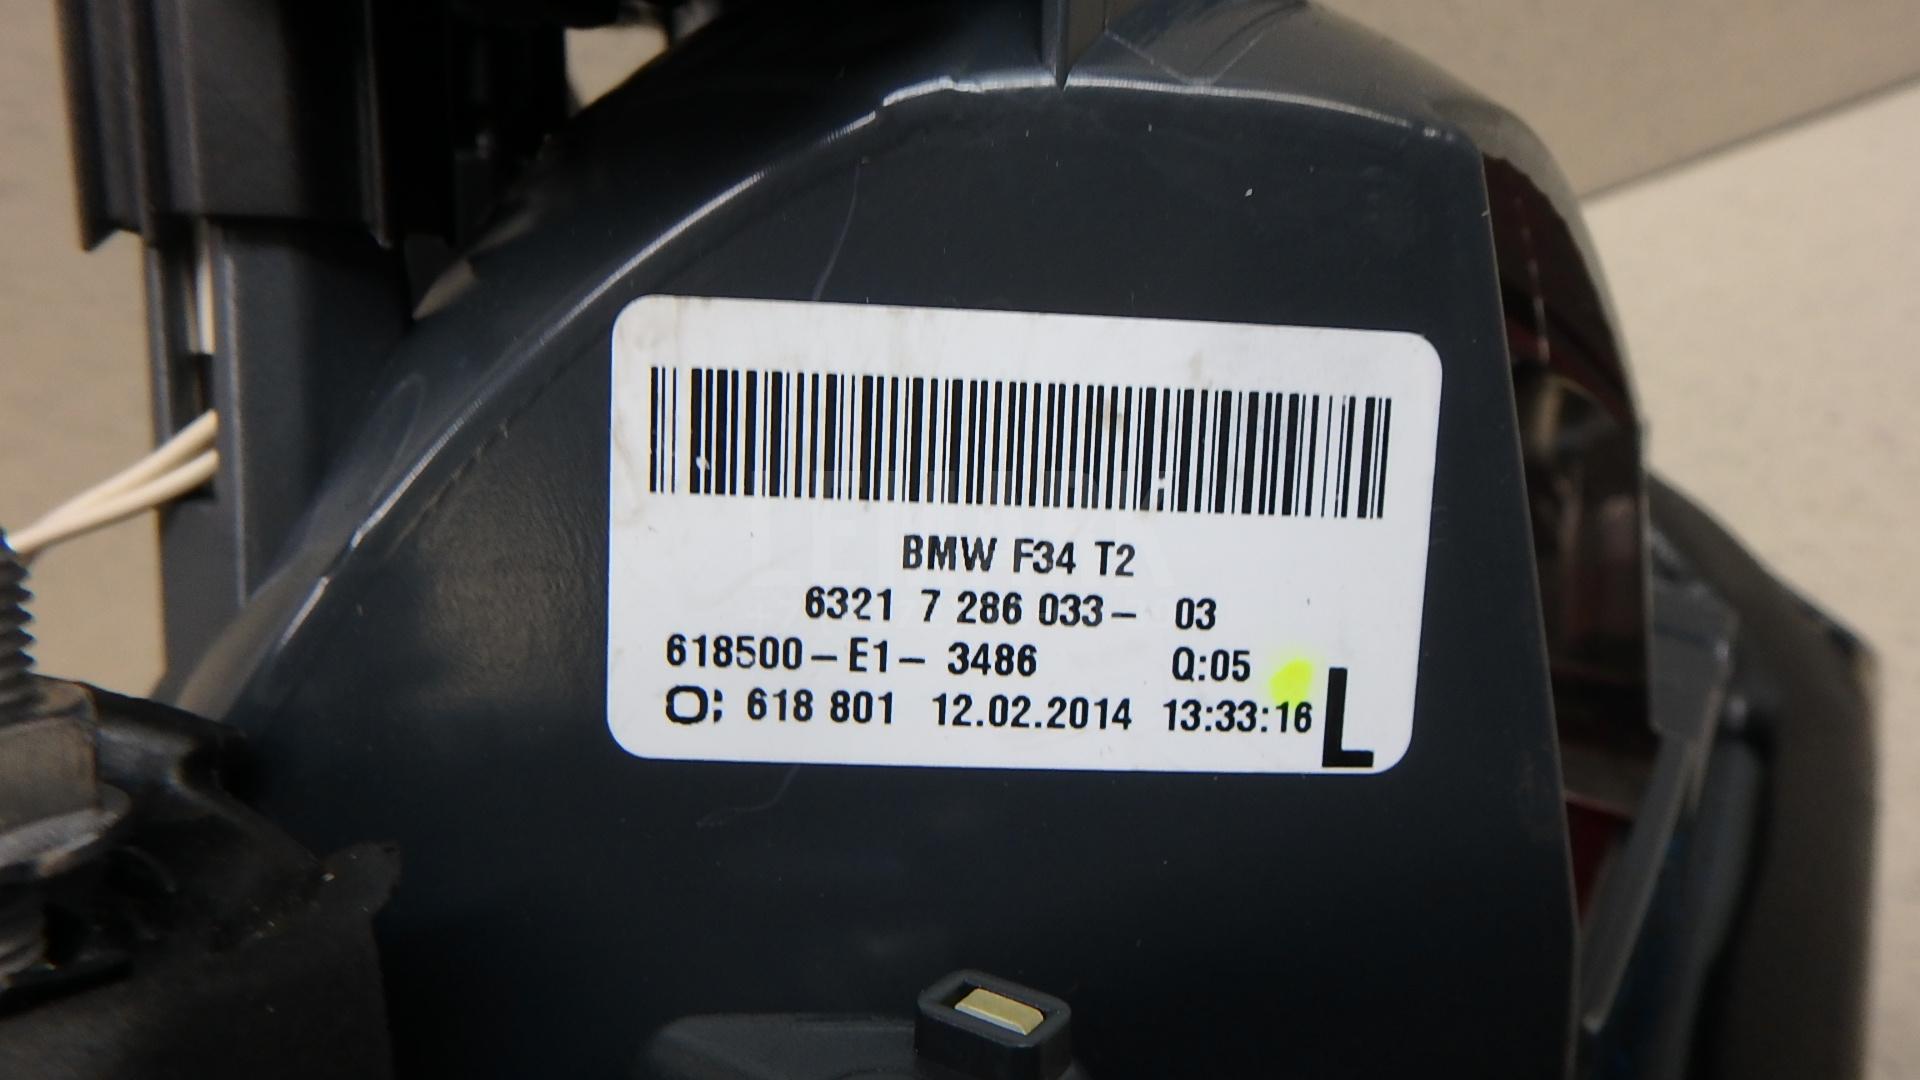 BMW F34 T2
6321 7 286 033- 03
618500-E1- 3486 Q:05
O: 618 801 12.02.2014 13:33:16 L